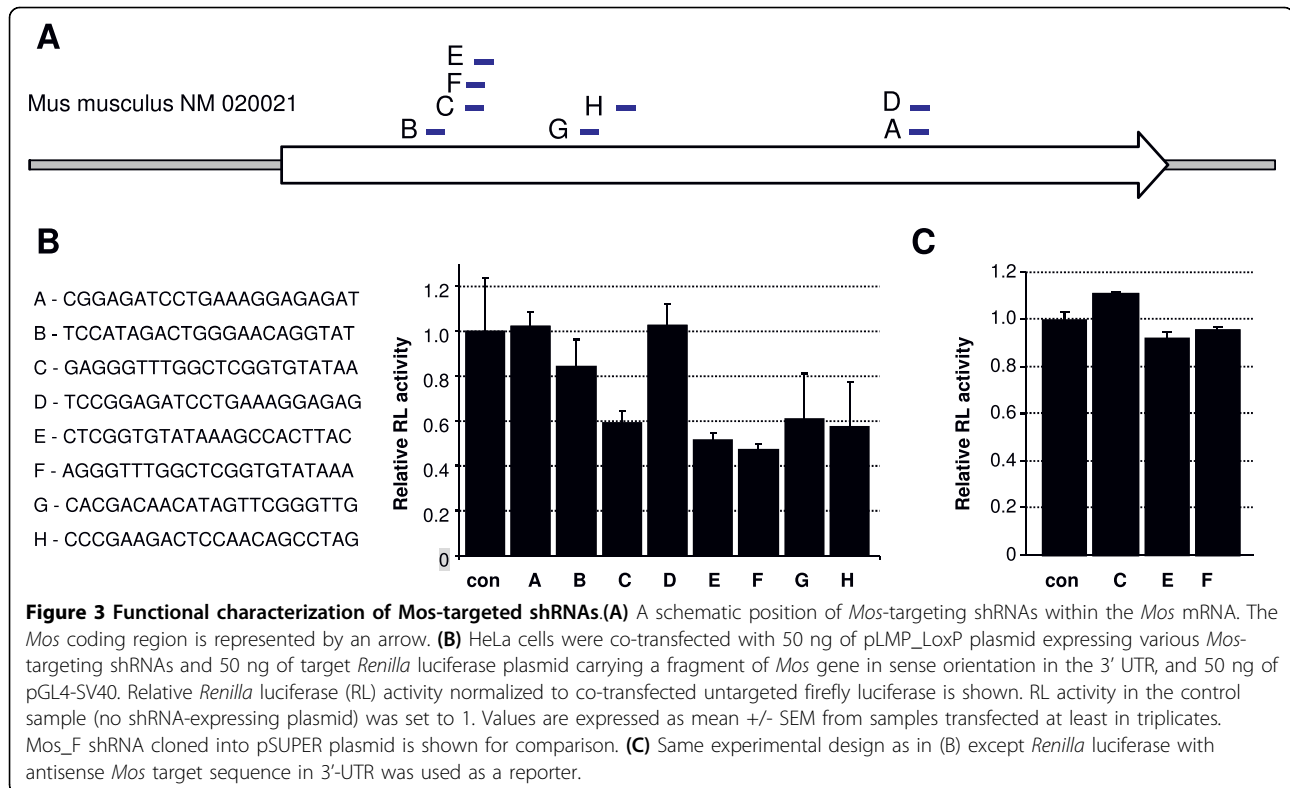 A
E
F
Mus musculus NM 020021
C
H
D
B
G
A
B
C
A - CGGAGATCCTGAAAGGAGAGAT
B - TCCATAGACTGGGAACAGGTAT
C - GAGGGTTTGGCTCGGTGTATAA
D - TCCGGAGATCCTGAAAGGAGAG
E - CTCGGTGTATAAAGCCACTTAC
F - AGGGTTTGGCTCGGTGTATAAA
G - CACGACAACATAGTTCGGGTTG
H - CCCGAAGACTCCAACAGCCTAG
Relative RL activity
1.2
1.0
0.8
0.6
0.4
0.2
0
con A B C D E F G H
Relative RL activity
1.2
1.0
0.8
0.6
0.4
0.2
0
con C E F
Figure 3 Functional characterization of Mos-targeted shRNAs.(A) A schematic position of Mos-targeting shRNAs within the Mos mRNA. The
Mos coding region is represented by an arrow. (B) HeLa cells were co-transfected with 50 ng of pLMP_LoxP plasmid expressing various Mos-
targeting shRNAs and 50 ng of target Renilla luciferase plasmid carrying a fragment of Mos gene in sense orientation in the 3' UTR, and 50 ng of
pGL4-SV40. Relative Renilla luciferase (RL) activity normalized to co-transfected untargeted firefly luciferase is shown. RL activity in the control
sample (no shRNA-expressing plasmid) was set to 1. Values are expressed as mean +/- SEM from samples transfected at least in triplicates.
Mos_F shRNA cloned into pSUPER plasmid is shown for comparison. (C) Same experimental design as in (B) except Renilla luciferase with
antisense Mos target sequence in 3'-UTR was used as a reporter.